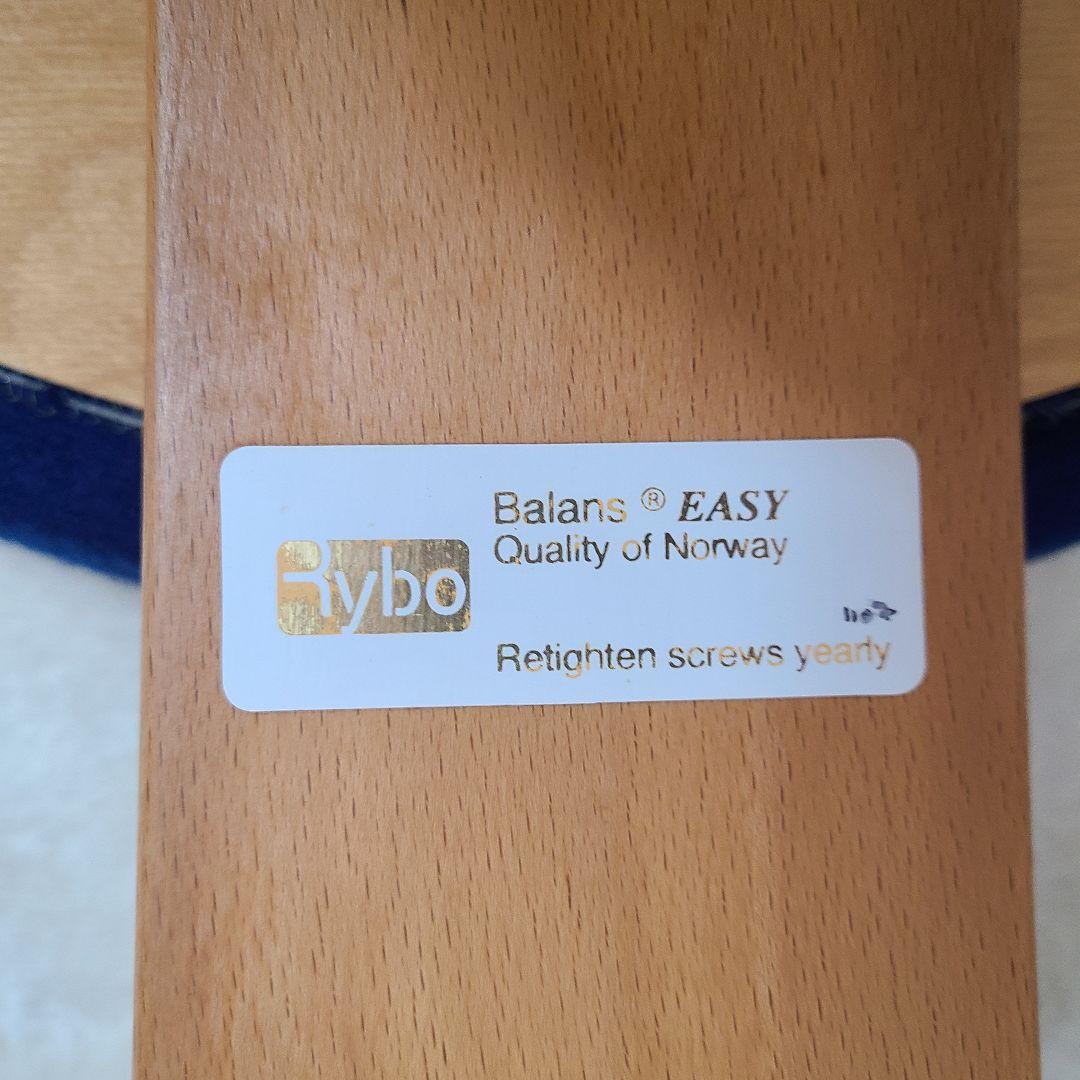 Rybo
Balans ® EASY
Quality of Norway
Retighten screws yearly